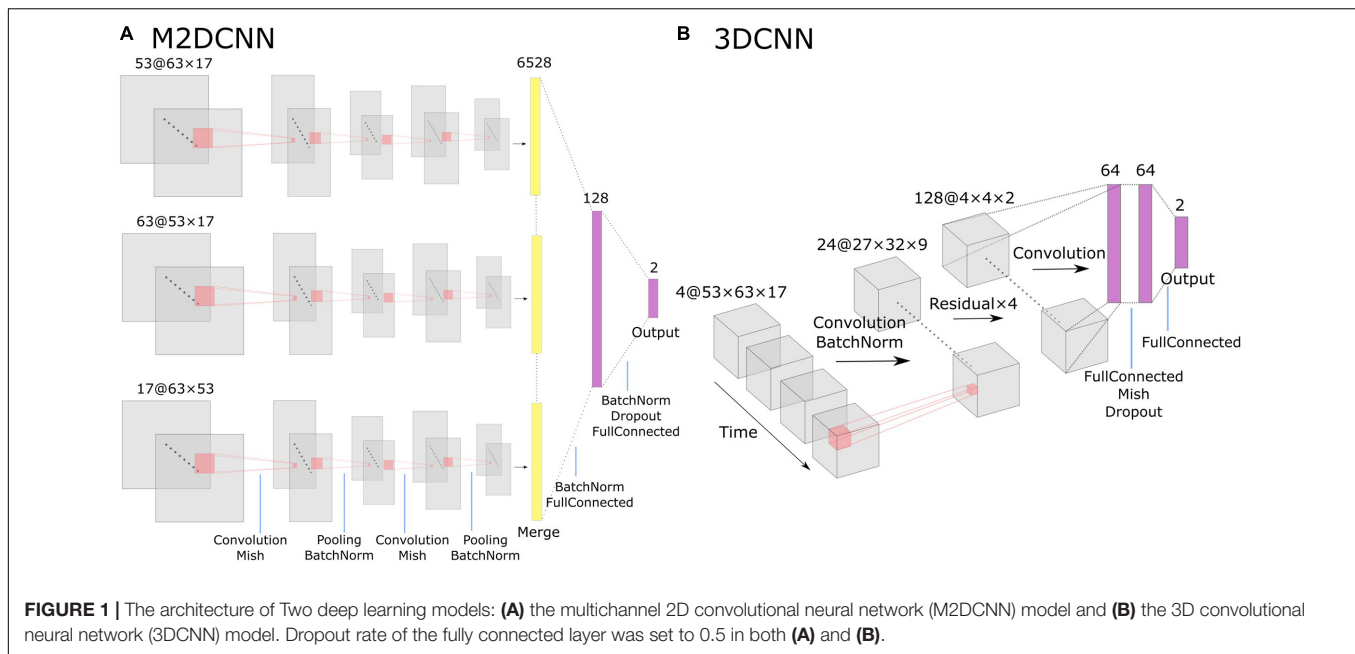 A M2DCNN
53@63×17
63@53×17
17@63×53
6528
128
2
Output
BatchNorm
Dropout
FullConnected
BatchNorm
FullConnected
Merge
Convolution
Mish
Pooling
BatchNorm
Convolution
Mish
Pooling
BatchNorm
B 3DCNN
4@53×63×17
Time
Convolution
BatchNorm
24@27×32×9
Residual×4
128@4×4×2
Convolution
64 64
2
Output
FullConnected
FullConnected
Mish
Dropout
FIGURE 1 | The architecture of Two deep learning models: (A) the multichannel 2D convolutional neural network (M2DCNN) model and (B) the 3D convolutional
neural network (3DCNN) model. Dropout rate of the fully connected layer was set to 0.5 in both (A) and (B).